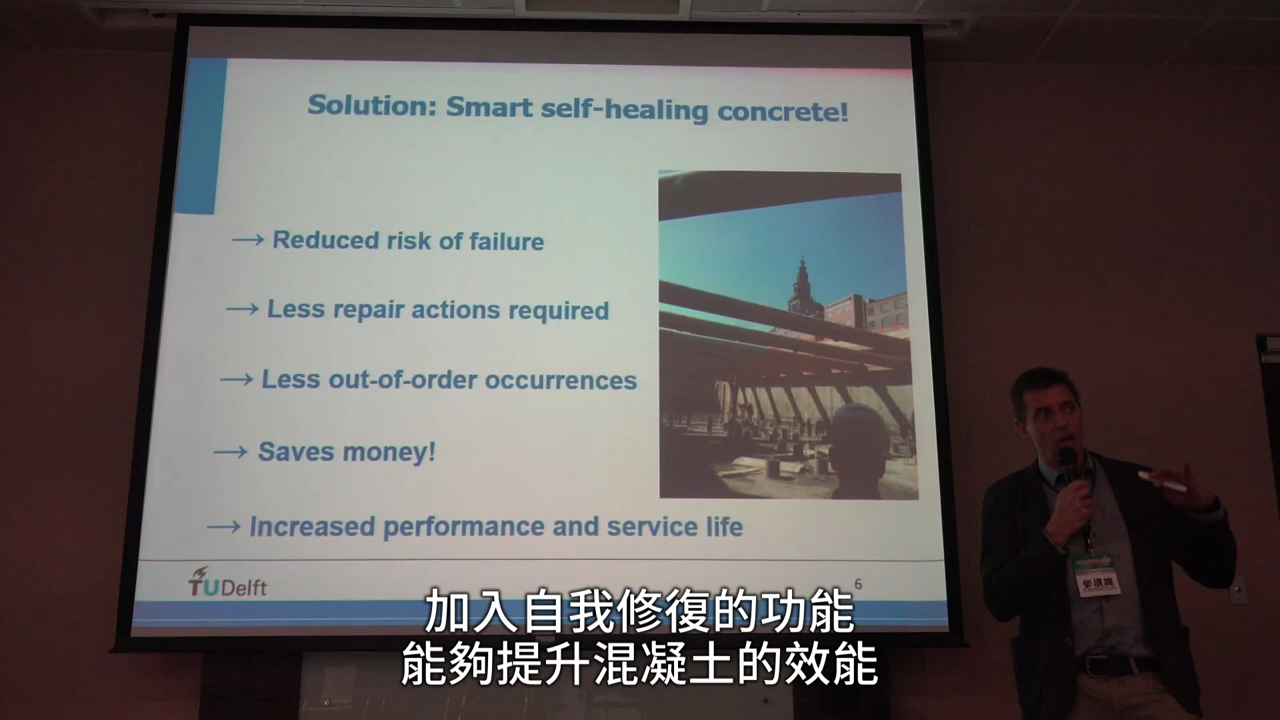 Solution: Smart self-healing concrete!
→ Reduced risk of failure
→ Less repair actions required
→ Less out-of-order occurrences
→ Saves money!
→ Increased performance and service life
TUDelft
6
加入自我修復的功能
能夠提升混凝土的效能